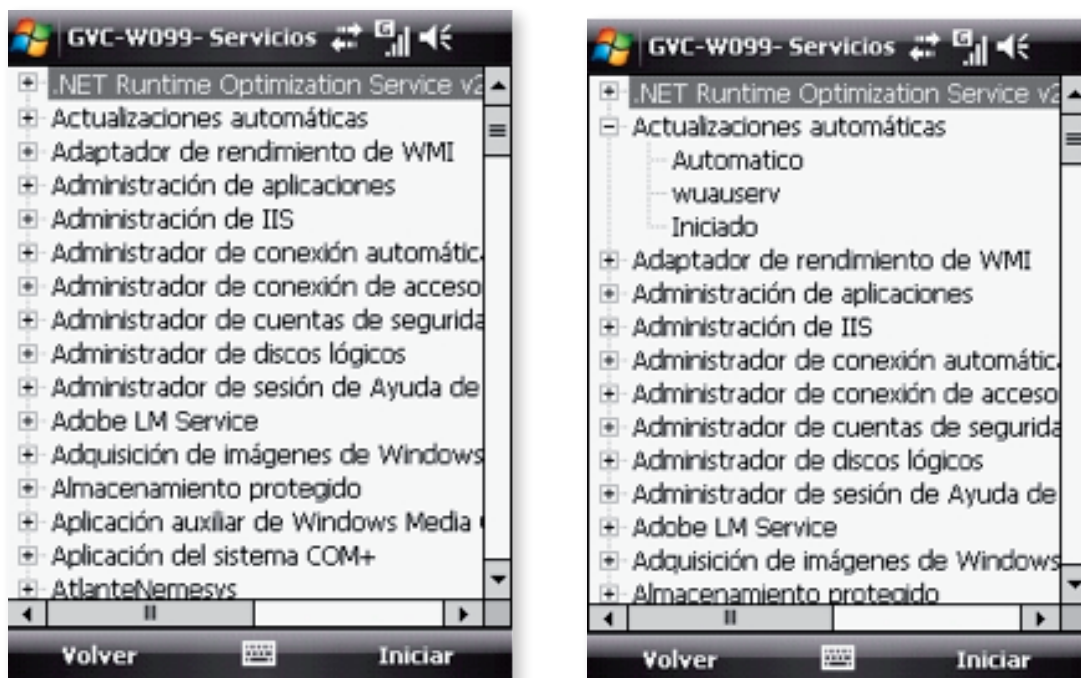 GVC-W099- Servicios
.NET Runtime Optimization Service v2
Actualizaciones automáticas
Adaptador de rendimiento de WMI
Administración de aplicaciones
Administración de IIS
Administrador de conexión automátic
Administrador de conexión de acceso
Administrador de cuentas de segurida
Administrador de discos lógicos
Administrador de sesión de Ayuda de
Adobe LM Service
Adquisición de imágenes de Windows
Almacenamiento protegido
Aplicación auxiliar de Windows Media
Aplicación del sistema COM+
AtlanteNemesys
Volver Iniciar
GVC-W099- Servicios
.NET Runtime Optimization Service v2
Actualizaciones automáticas
Automatico
wuauserv
Iniciado
Adaptador de rendimiento de WMI
Administración de aplicaciones
Administración de IIS
Administrador de conexión automátic
Administrador de conexión de acceso
Administrador de cuentas de segurida
Administrador de discos lógicos
Administrador de sesión de Ayuda de
Adobe LM Service
Adquisición de imágenes de Windows
Almacenamiento protegido
Volver Iniciar